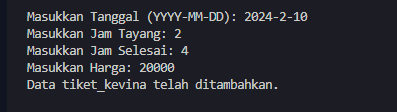 Masukkan Tanggal (YYYY-MM-DD): 2024-2-10
Masukkan Jam Tayang: 2
Masukkan Jam Selesai: 4
Masukkan Harga: 20000
Data tiket_kevina telah ditambahkan.